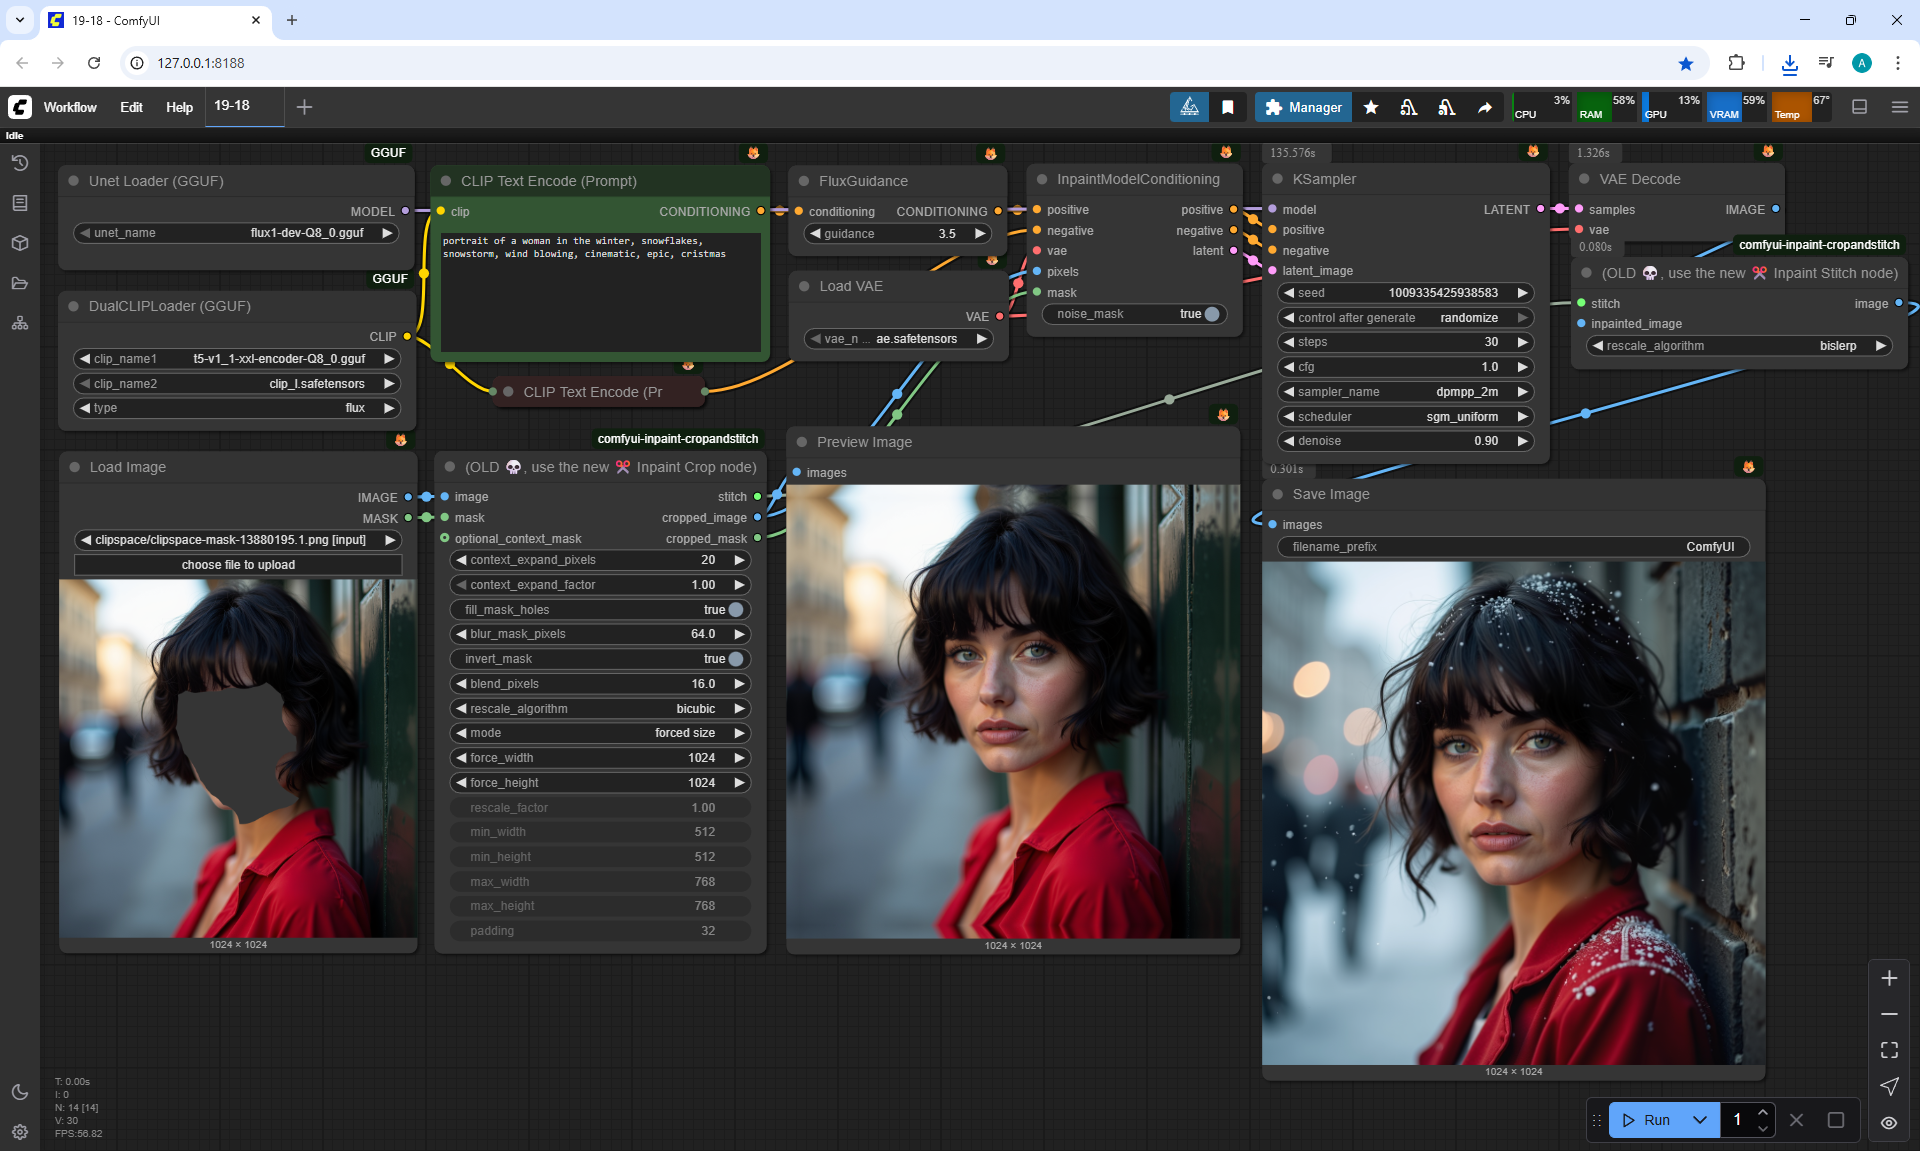 19-18 - ComfyUI
127.0.0.1:8188
A
Workflow
Edit
Help
19-18
Manager
CPU 3%
RAM 58%
GPU 13%
VRAM 59%
Temp 67°
Idle
GGUF
Unet Loader (GGUF)
MODEL
unet_name flux1-dev-Q8_0.gguf
GGUF
DualCLIPLoader (GGUF)
CLIP
clip_name1 t5-v1_1-xxl-encoder-Q8_0.gguf
clip_name2 clip_l.safetensors
type flux
CLIP Text Encode (Prompt)
clip CONDITIONING
portrait of a woman in the winter, snowflakes,
snowstorm, wind blowing, cinematic, epic, cristmas
CLIP Text Encode (Pr
FluxGuidance
conditioning CONDITIONING
guidance 3.5
Load VAE
VAE
vae_n ... ae.safetensors
InpaintModelConditioning
positive positive
negative negative
vae latent
pixels
mask
noise_mask true
135.576s
KSampler
model LATENT
positive
negative
latent_image
seed 1009335425938583
control after generate randomize
steps 30
cfg 1.0
sampler_name dpmpp_2m
scheduler sgm_uniform
denoise 0.90
1.326s
VAE Decode
samples IMAGE
vae
0.080s
comfyui-inpaint-cropandstitch
(OLD 💀, use the new ✂️ Inpaint Stitch node)
stitch image
inpainted_image
rescale_algorithm bislerp
Load Image
IMAGE
MASK
clipspace/clipspace-mask-13880195.1.png [input]
choose file to upload
1024 × 1024
comfyui-inpaint-cropandstitch
(OLD 💀, use the new ✂️ Inpaint Crop node)
image stitch
mask cropped_image
optional_context_mask cropped_mask
context_expand_pixels 20
context_expand_factor 1.00
fill_mask_holes true
blur_mask_pixels 64.0
invert_mask true
blend_pixels 16.0
rescale_algorithm bicubic
mode forced size
force_width 1024
force_height 1024
rescale_factor 1.00
min_width 512
min_height 512
max_width 768
max_height 768
padding 32
Preview Image
images
1024 × 1024
0.301s
Save Image
images
filename_prefix ComfyUI
1024 × 1024
T: 0.00s
I: 0
N: 14 [14]
V: 30
FPS:56.82
Run
1